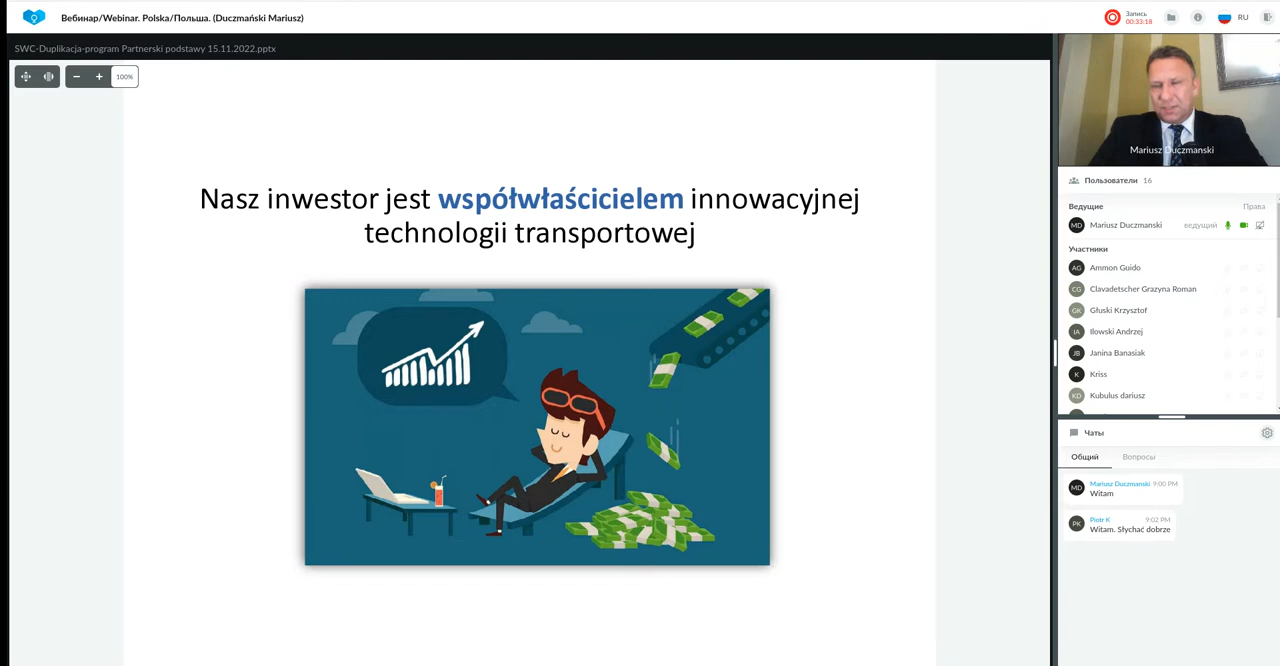 Вебинар/Webinar. Polska/Польша. (Duczmański Mariusz)
Запись
00:33:18
RU
SWC-Duplikacja-program Partnerski podstawy 15.11.2022.pptx
100%
Nasz inwestor jest współwłaścicielem innowacyjnej
technologii transportowej
Mariusz Duczmanski
Пользователи 16
Ведущие Права
MD Mariusz Duczmanski ведущий
Участники
AG Ammon Guido
CG Clavadetscher Grazyna Roman
GK Głuski Krzysztof
IA Ilowski Andrzej
JB Janina Banasiak
K Kriss
KD Kubulus dariusz
Чаты
Общий Вопросы
MD Mariusz Duczmanski 9:00 PM
Witam
PK Piotr K 9:02 PM
Witam. Słychać dobrze